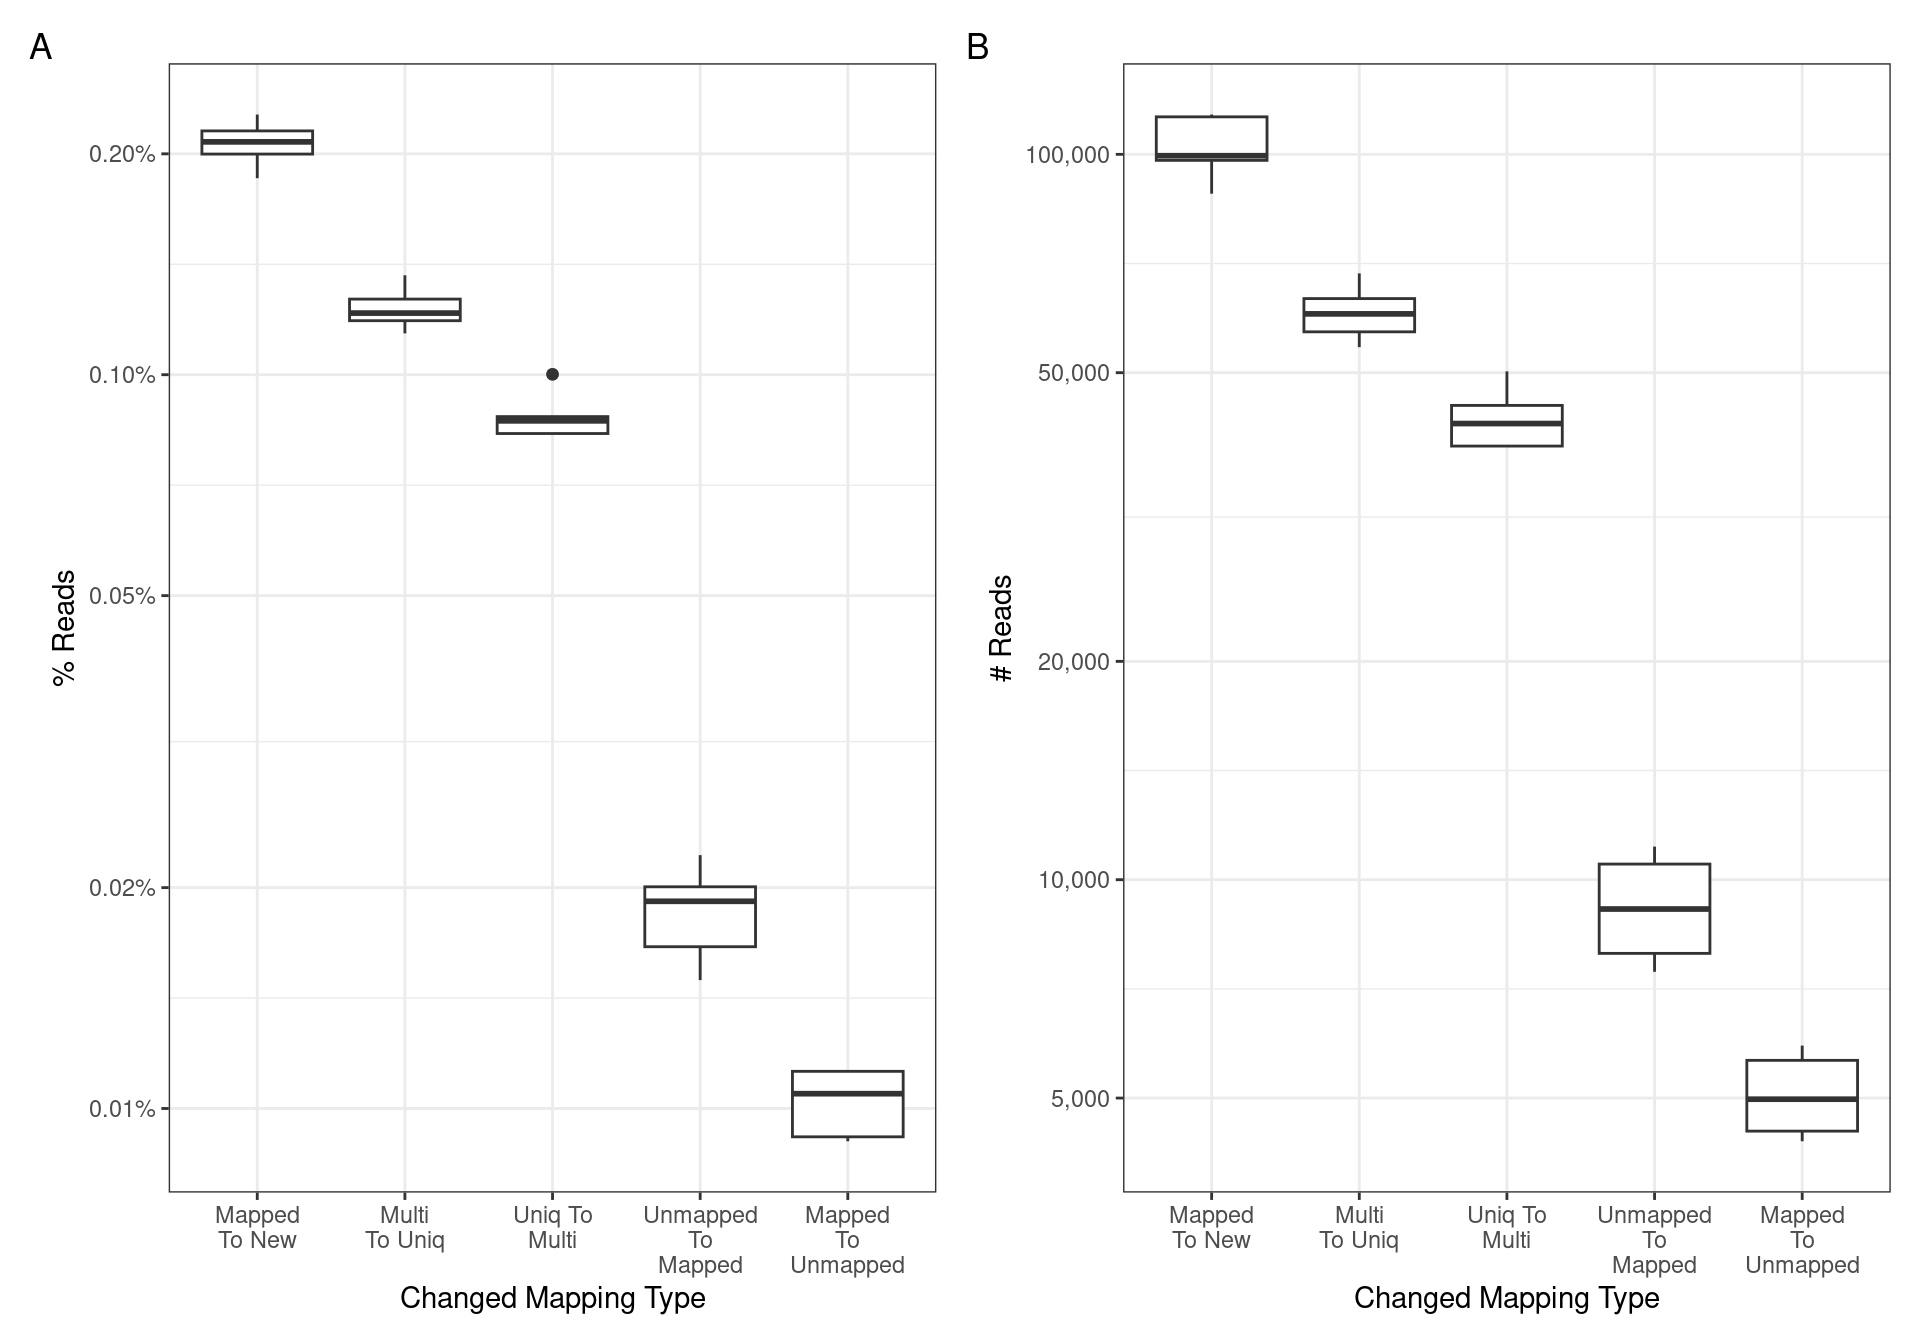 A
% Reads
0.20%
0.10%
0.05%
0.02%
0.01%
Mapped
To New
Multi
To Uniq
Uniq To
Multi
Unmapped
To
Mapped
Mapped
To
Unmapped
Changed Mapping Type
B
# Reads
100,000
50,000
20,000
10,000
5,000
Mapped
To New
Multi
To Uniq
Uniq To
Multi
Unmapped
To
Mapped
Mapped
To
Unmapped
Changed Mapping Type